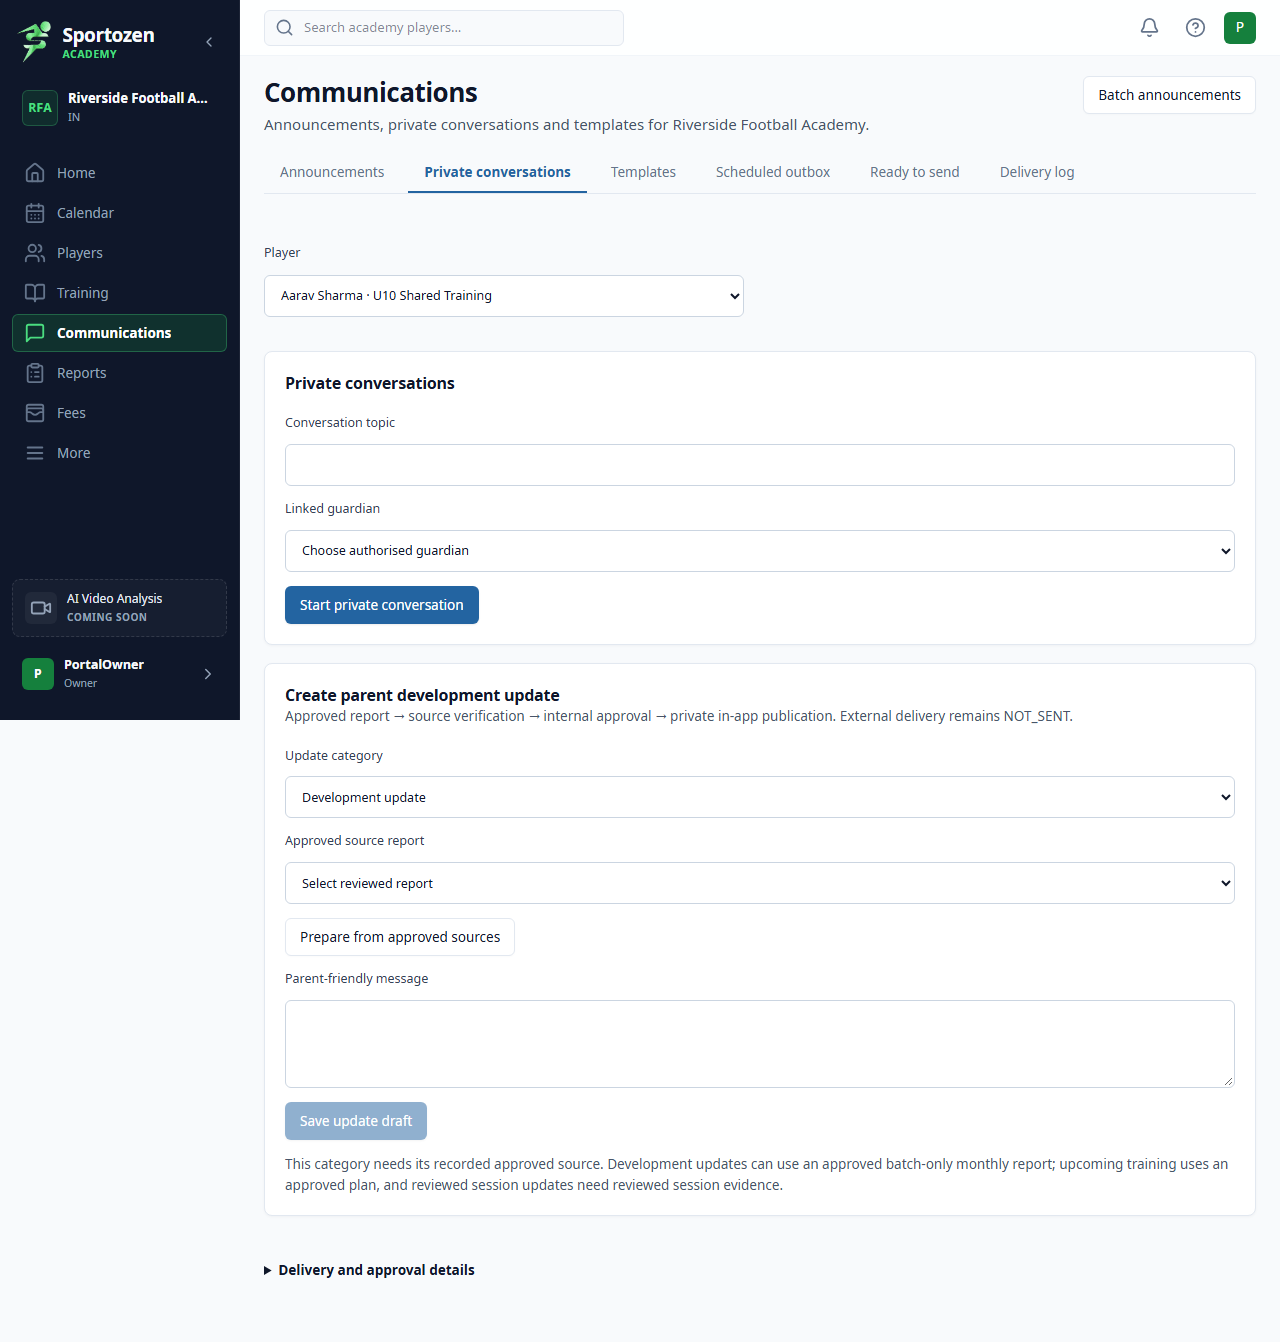 Sportozen
ACADEMY
RFA
Riverside Football A...
IN
Home
Calendar
Players
Training
Communications
Reports
Fees
More
AI Video Analysis
COMING SOON
P
PortalOwner
Owner
Search academy players...
P
Communications
Announcements, private conversations and templates for Riverside Football Academy.
Batch announcements
Announcements
Private conversations
Templates
Scheduled outbox
Ready to send
Delivery log
Player
Aarav Sharma · U10 Shared Training
Private conversations
Conversation topic
Linked guardian
Choose authorised guardian
Start private conversation
Create parent development update
Approved report → source verification → internal approval → private in-app publication. External delivery remains NOT_SENT.
Update category
Development update
Approved source report
Select reviewed report
Prepare from approved sources
Parent-friendly message
Save update draft
This category needs its recorded approved source. Development updates can use an approved batch-only monthly report; upcoming training uses an
approved plan, and reviewed session updates need reviewed session evidence.
Delivery and approval details